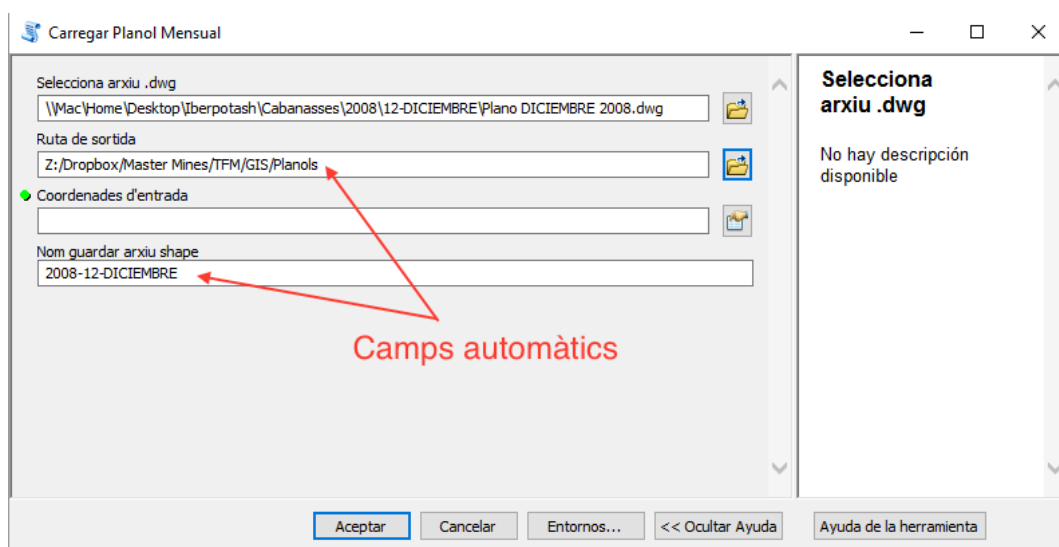 Carregar Planol Mensual
Selecciona arxiu .dwg
\\Mac\Home\Desktop\Iberpotash\Cabanasses\2008\12-DICIEMBRE\Plano DICIEMBRE 2008.dwg
Ruta de sortida
Z:/Dropbox/Master Mines/TFM/GIS/Planols
Coordenades d'entrada
Nom guardar arxiu shape
2008-12-DICIEMBRE
Camps automàtics
Selecciona
arxiu .dwg
No hay descripción
disponible
Aceptar
Cancelar
Entornos...
<< Ocultar Ayuda
Ayuda de la herramienta